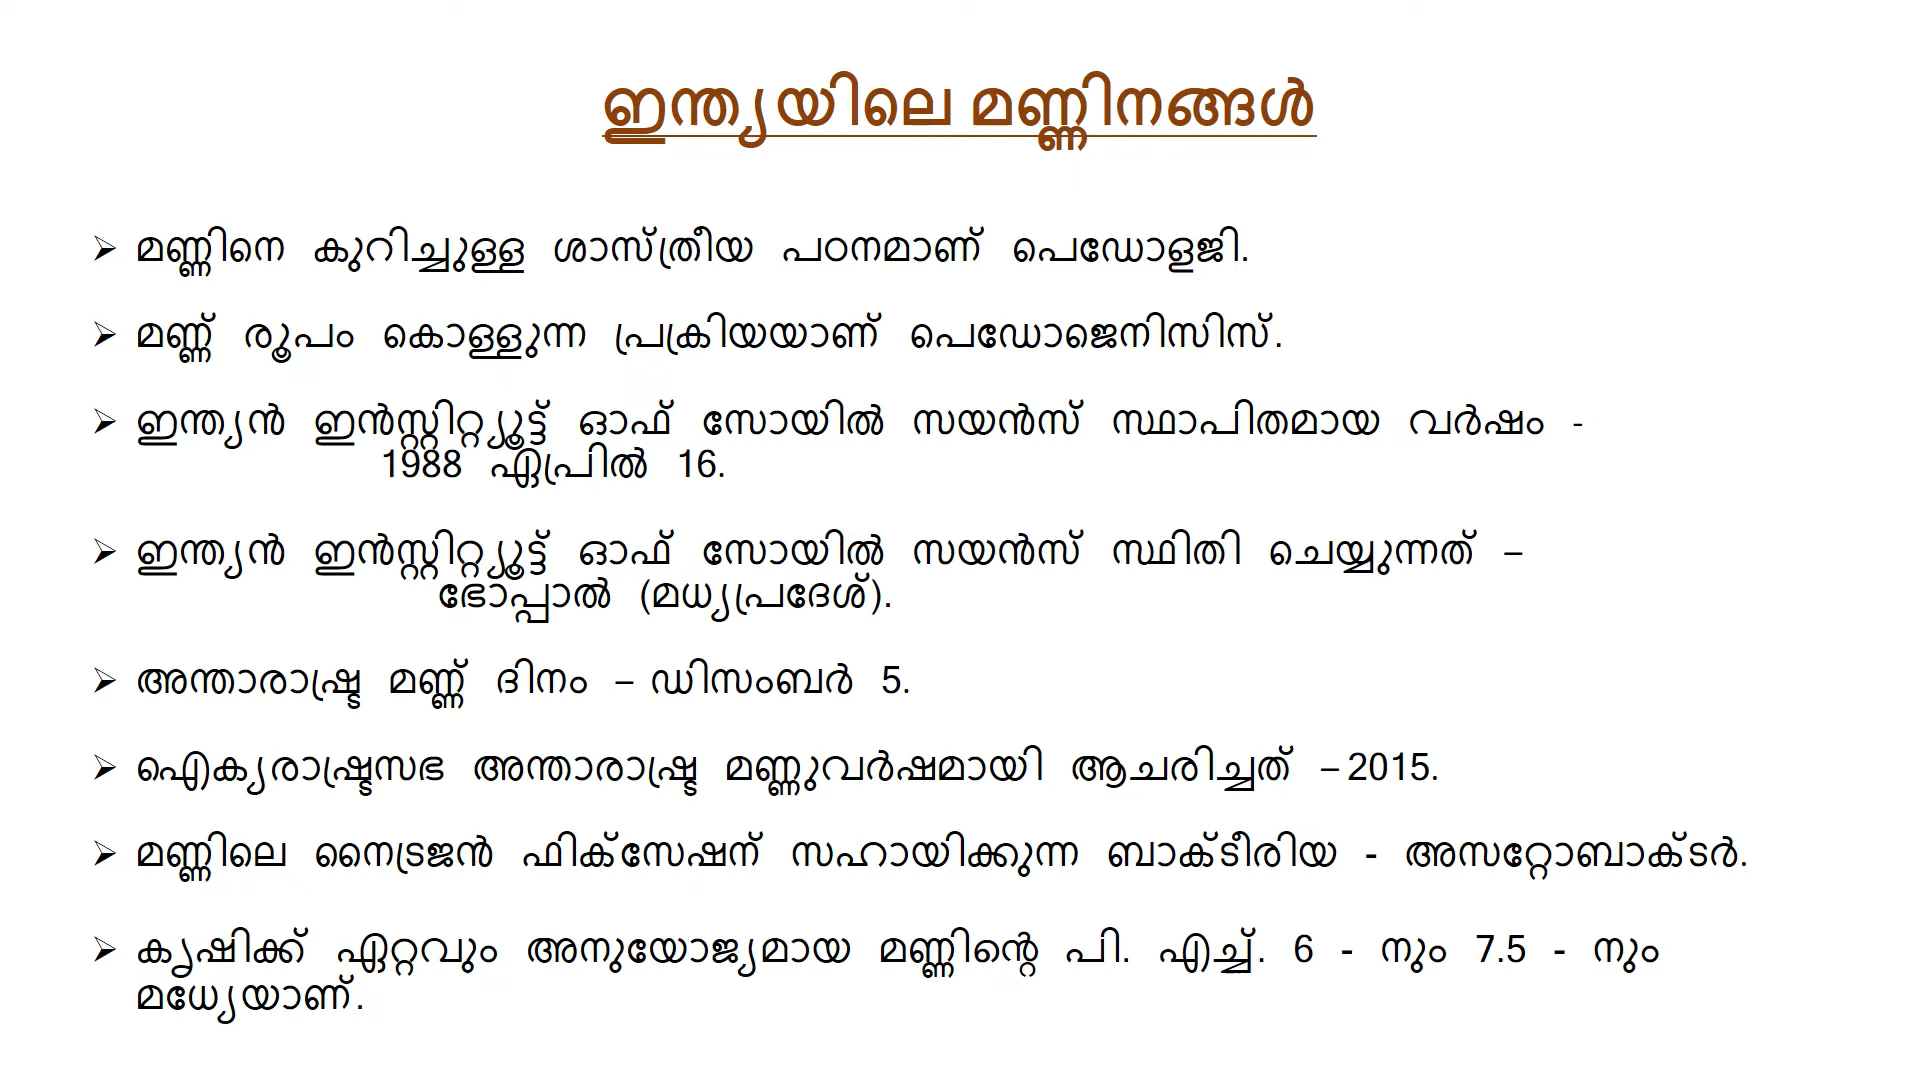 ഇന്ത്യയിലെ മണ്ണിനങ്ങൾ
➢ മണ്ണിനെ കുറിച്ചുള്ള ശാസ്ത്രീയ പഠനമാണ് പെഡോളജി.
➢ മണ്ണ് രൂപം കൊള്ളുന്ന പ്രക്രിയയാണ് പെഡോജെനിസിസ്.
➢ ഇന്ത്യൻ ഇൻസ്റ്റിറ്റ്യൂട്ട് ഓഫ് സോയിൽ സയൻസ് സ്ഥാപിതമായ വർഷം -
1988 ഏപ്രിൽ 16.
➢ ഇന്ത്യൻ ഇൻസ്റ്റിറ്റ്യൂട്ട് ഓഫ് സോയിൽ സയൻസ് സ്ഥിതി ചെയ്യുന്നത് –
ഭോപ്പാൽ (മധ്യപ്രദേശ്).
➢ അന്താരാഷ്ട്ര മണ്ണ് ദിനം – ഡിസംബർ 5.
➢ ഐക്യരാഷ്ട്രസഭ അന്താരാഷ്ട്ര മണ്ണുവർഷമായി ആചരിച്ചത് – 2015.
➢ മണ്ണിലെ നൈട്രജൻ ഫിക്സേഷന് സഹായിക്കുന്ന ബാക്ടീരിയ - അസറ്റോബാക്ടർ.
➢ കൃഷിക്ക് ഏറ്റവും അനുയോജ്യമായ മണ്ണിന്റെ പി. എച്ച്. 6 - നും 7.5 - നും
മധ്യേയാണ്.